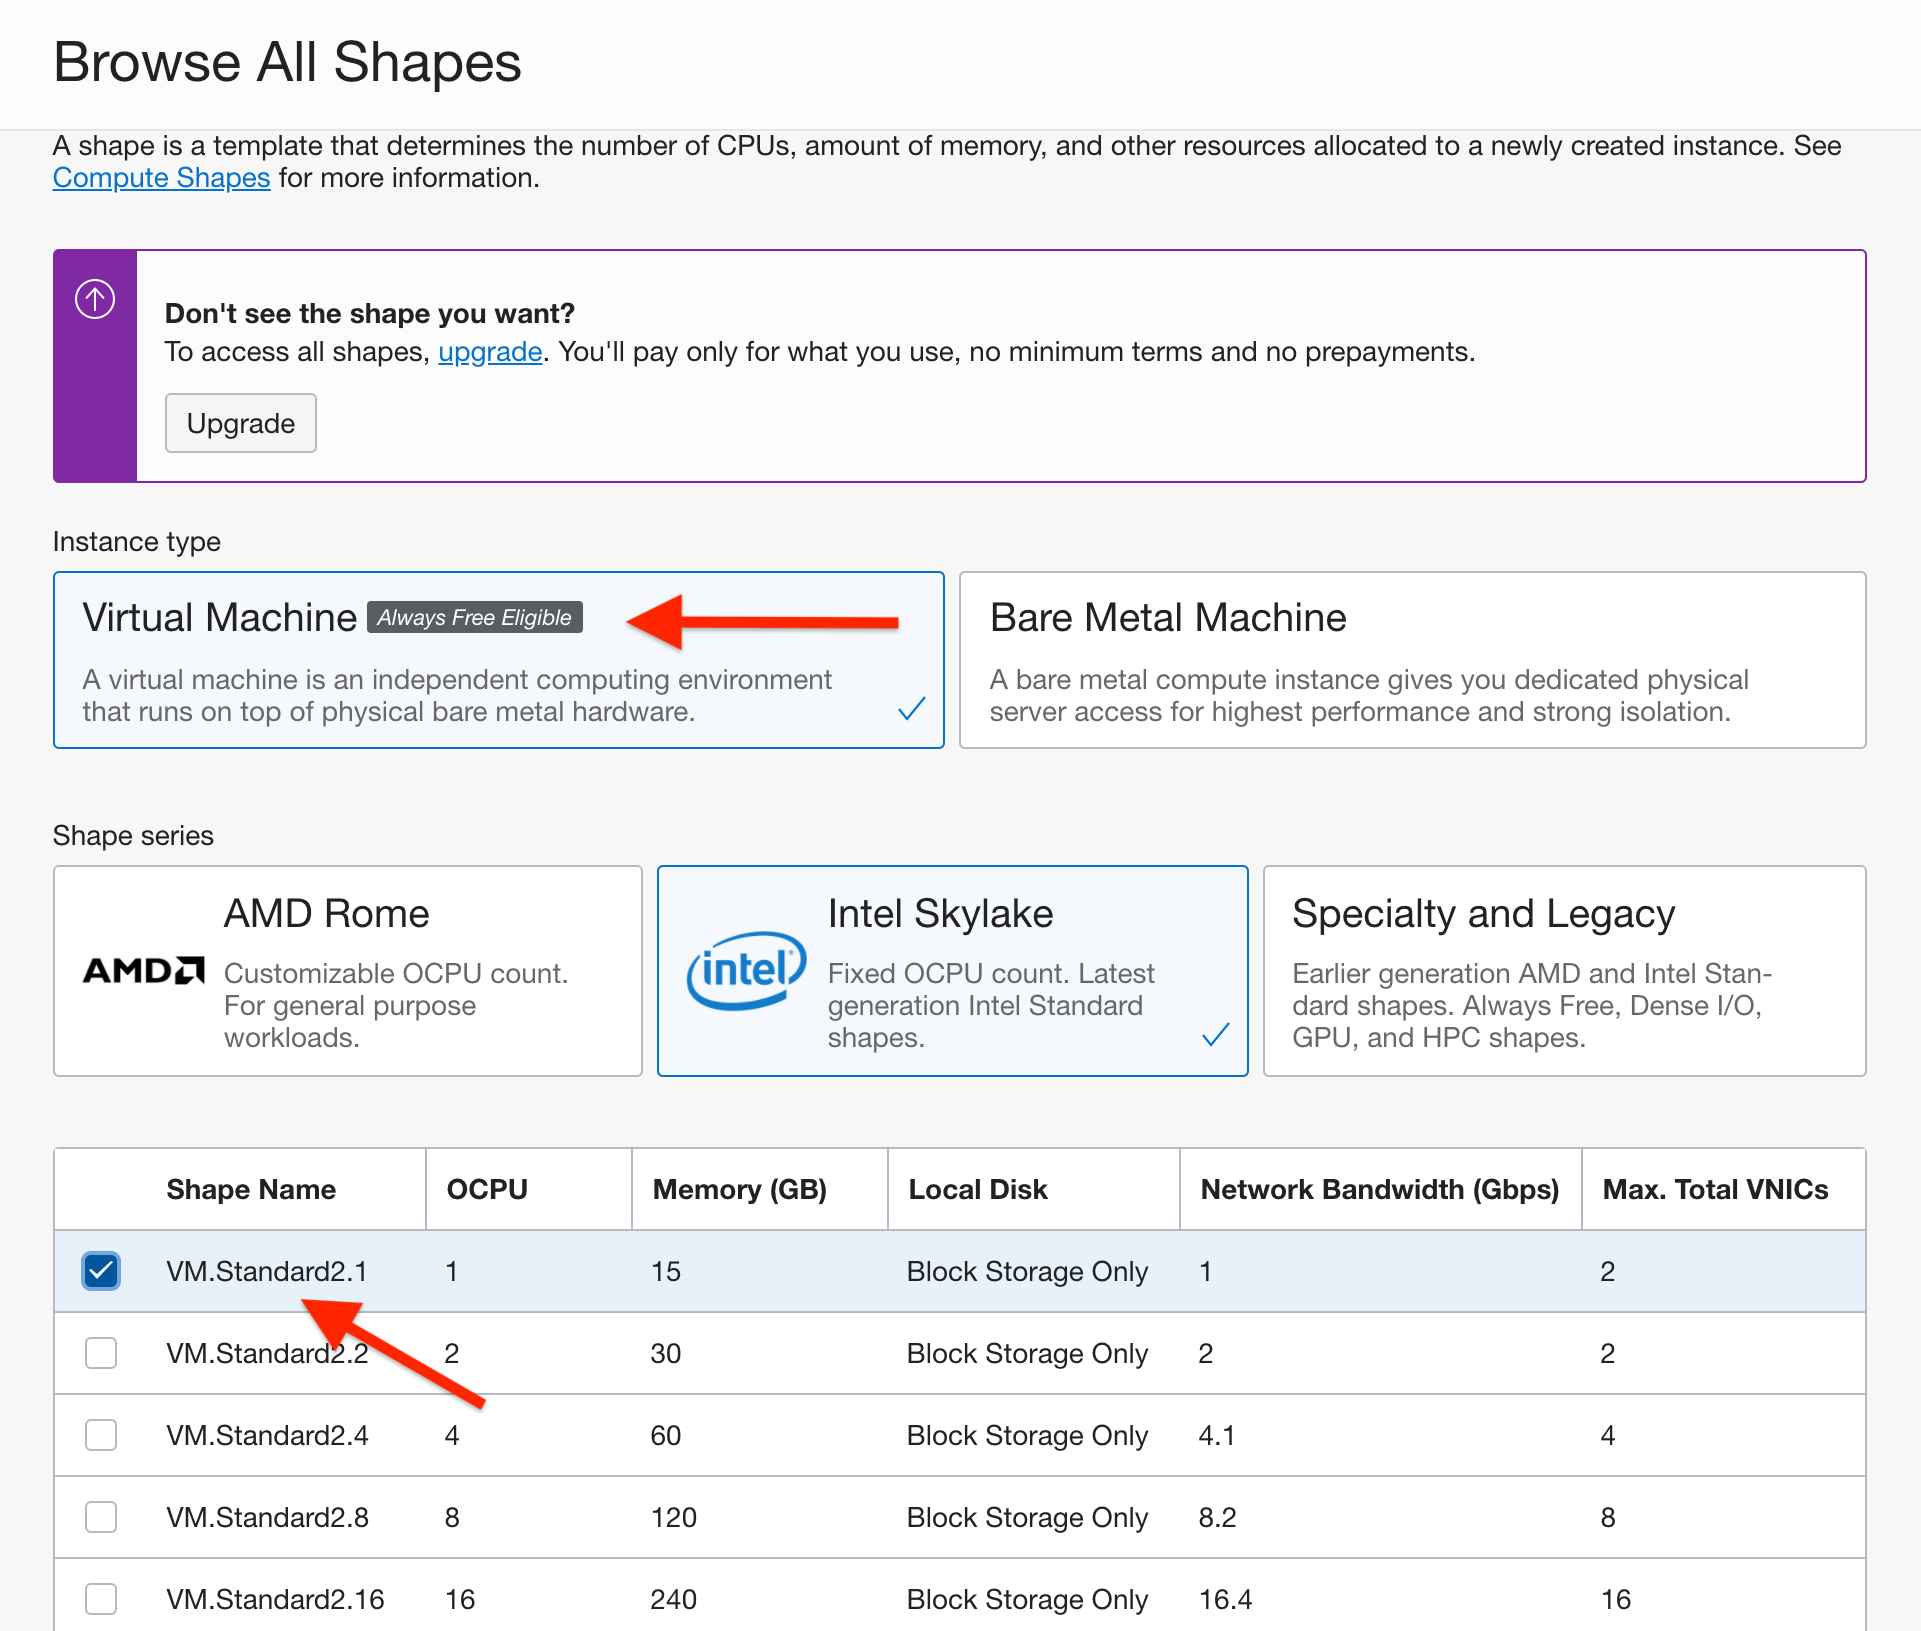 Browse All Shapes
A shape is a template that determines the number of CPUs, amount of memory, and other resources allocated to a newly created instance. See
Compute Shapes for more information.
Don't see the shape you want?
To access all shapes, upgrade. You'll pay only for what you use, no minimum terms and no prepayments.
Upgrade
Instance type
Virtual Machine Always Free Eligible
A virtual machine is an independent computing environment
that runs on top of physical bare metal hardware.
Bare Metal Machine
A bare metal compute instance gives you dedicated physical
server access for highest performance and strong isolation.
Shape series
AMD
AMD Rome
Customizable OCPU count.
For general purpose
workloads.
intel
Intel Skylake
Fixed OCPU count. Latest
generation Intel Standard
shapes.
Specialty and Legacy
Earlier generation AMD and Intel Stan-
dard shapes. Always Free, Dense I/O,
GPU, and HPC shapes.
Shape Name OCPU Memory (GB) Local Disk Network Bandwidth (Gbps) Max. Total VNICs
VM.Standard2.1 1 15 Block Storage Only 1 2
VM.Standard2.2 2 30 Block Storage Only 2 2
VM.Standard2.4 4 60 Block Storage Only 4.1 4
VM.Standard2.8 8 120 Block Storage Only 8.2 8
VM.Standard2.16 16 240 Block Storage Only 16.4 16